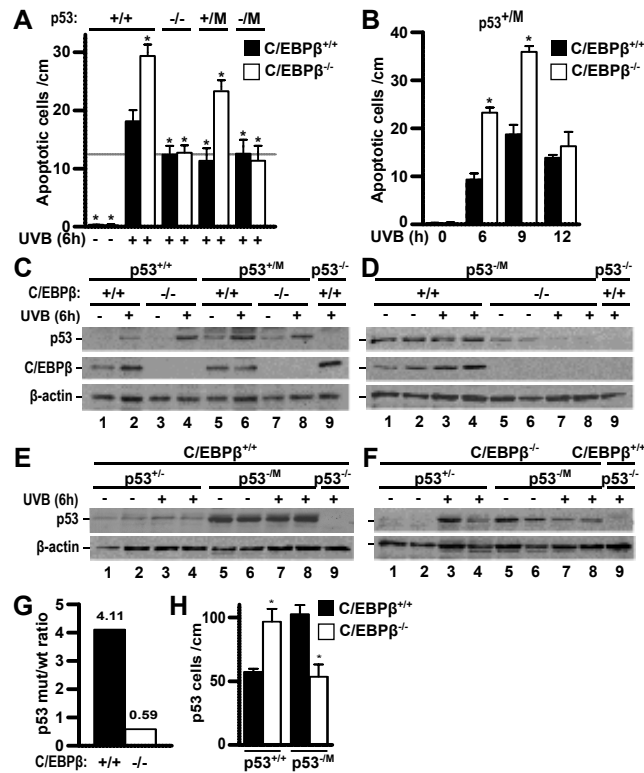 A
p53: +/+ -/- +/M -/M
C/EBPβ+/+
C/EBPβ-/-
Apoptotic cells /cm
30
20
10
0
* * * * * * * * *
UVB (6h) - - + + + + + + + +
B
p53+/M
C/EBPβ+/+
C/EBPβ-/-
Apoptotic cells /cm
40
30
20
10
0
* *
UVB (h) 0 6 9 12
C
p53+/+ p53+/M p53-/-
C/EBPβ: +/+ -/- +/+ -/- +/+
UVB (6h) - + - + - + - + +
p53
C/EBPβ
β-actin
1 2 3 4 5 6 7 8 9
D
p53-/M p53-/-
+/+ -/- +/+
- - + + - - + + +
1 2 3 4 5 6 7 8 9
E
C/EBPβ+/+
p53+/- p53-/M p53-/-
UVB (6h) - - + + - - + + +
p53
β-actin
1 2 3 4 5 6 7 8 9
F
C/EBPβ-/- C/EBPβ+/+
p53+/- p53-/M p53-/-
- - + + - - + + +
1 2 3 4 5 6 7 8 9
G
p53 mut/wt ratio
5
4
3
2
1
0
4.11
0.59
C/EBPβ: +/+ -/-
H
C/EBPβ+/+
C/EBPβ-/-
p53 cells /cm
100
50
0
* *
p53+/+ p53-/M